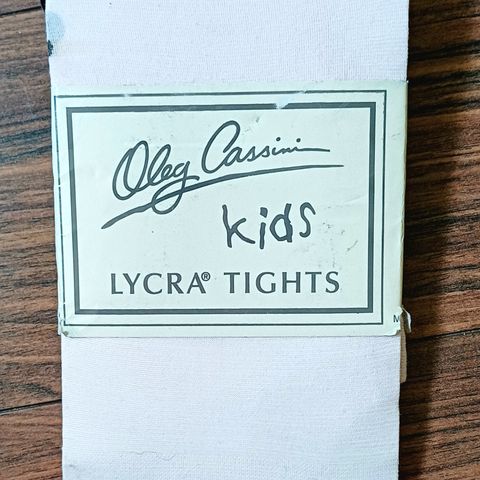 Oleg Cassini
kids
LYCRA® TIGHTS
M